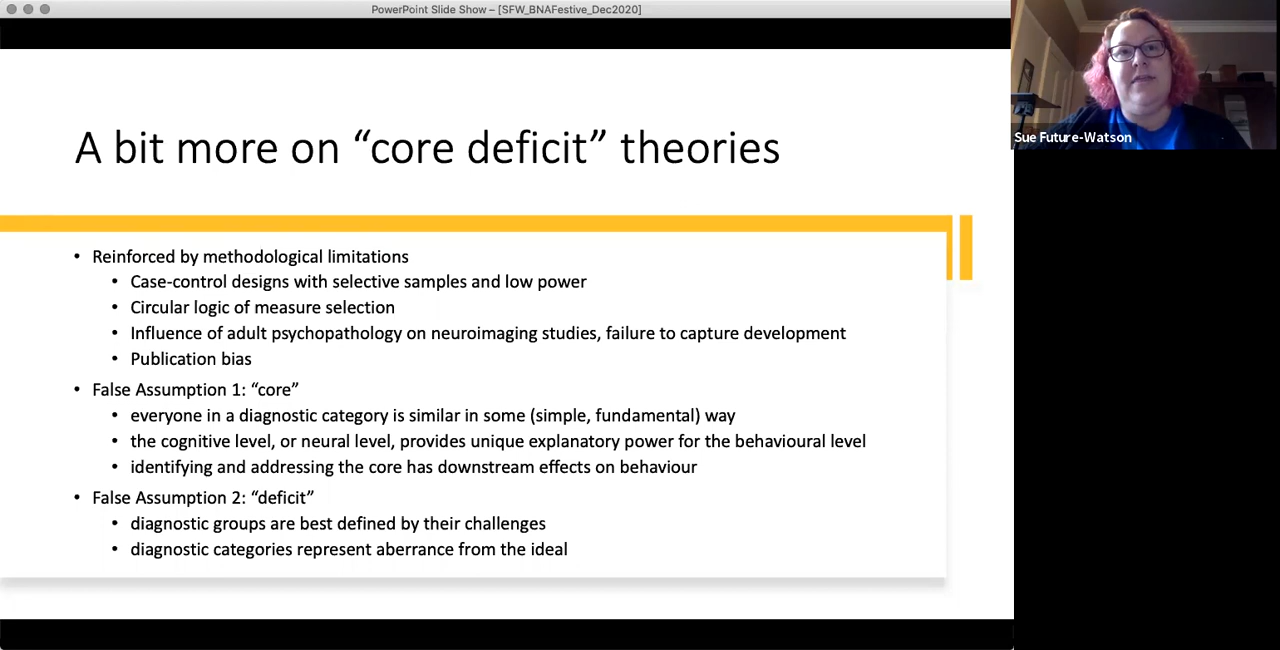 PowerPoint Slide Show – [SFW_BNAFestive_Dec2020]
A bit more on “core deficit” theories
• Reinforced by methodological limitations
• Case-control designs with selective samples and low power
• Circular logic of measure selection
• Influence of adult psychopathology on neuroimaging studies, failure to capture development
• Publication bias
• False Assumption 1: “core”
• everyone in a diagnostic category is similar in some (simple, fundamental) way
• the cognitive level, or neural level, provides unique explanatory power for the behavioural level
• identifying and addressing the core has downstream effects on behaviour
• False Assumption 2: “deficit”
• diagnostic groups are best defined by their challenges
• diagnostic categories represent aberrance from the ideal
Sue Future-Watson